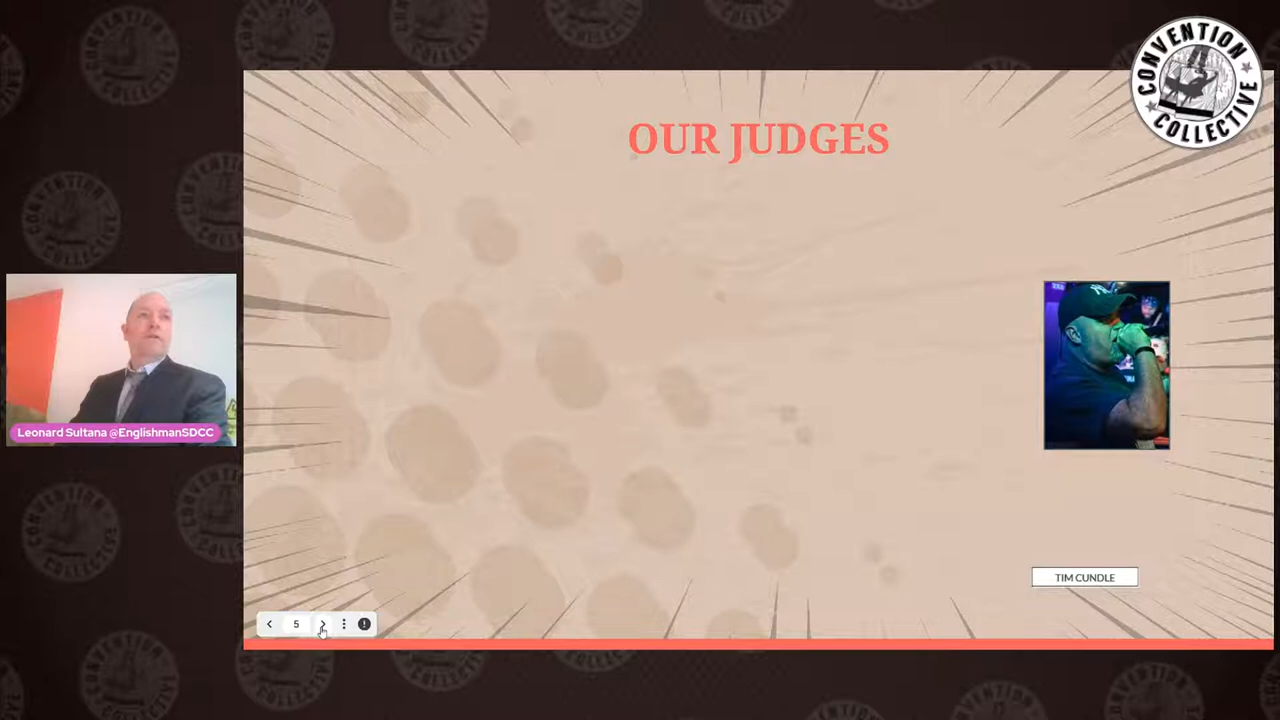 CONVENTION
COLLECTIVE
OUR JUDGES
Leonard Sultana @EnglishmanSDCC
TIM CUNDLE
5